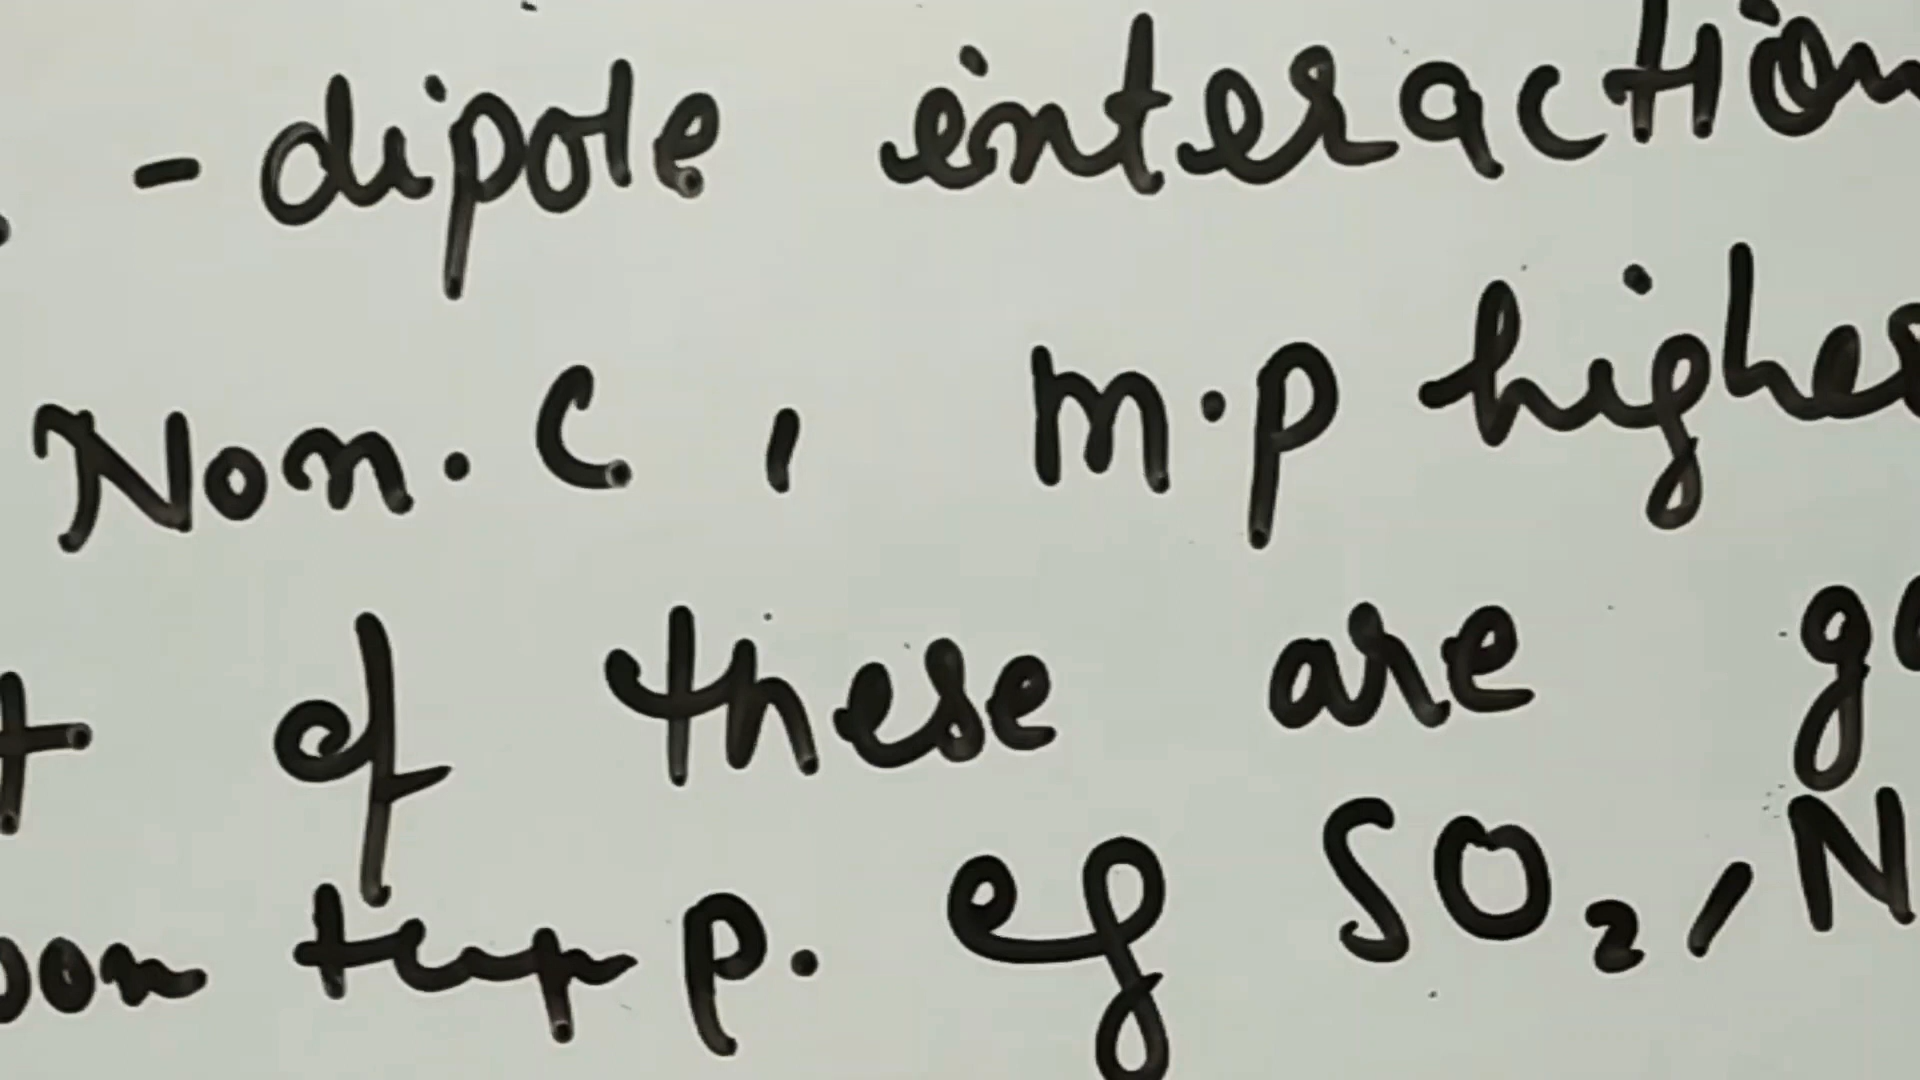 - dipole interaction
Non. C , m.p higher
of these are
temp. eg SO₂, N